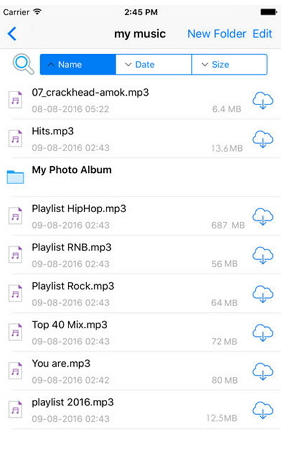 Carrier 2:45 PM
my music New Folder Edit
Name Date Size
07_crackhead-amok.mp3
08-08-2016 05:22 6.4 MB
Hits.mp3
09-08-2016 02:43 13.6MB
My Photo Album
Playlist HipHop.mp3
09-08-2016 02:43 687 MB
Playlist RNB.mp3
09-08-2016 02:43 56 MB
Playlist Rock.mp3
09-08-2016 02:43 64 MB
Top 40 Mix.mp3
09-08-2016 02:43 72 MB
You are.mp3
09-08-2016 02:42 80 MB
playlist 2016.mp3
09-08-2016 02:43 12.5MB